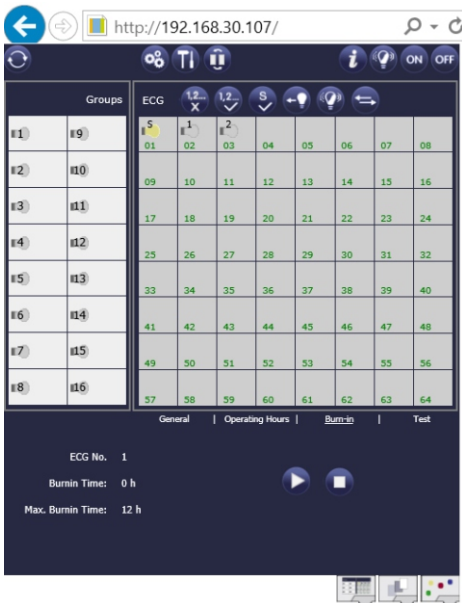 http://192.168.30.107/
i ON OFF
Groups
ECG 1,2... X 1,2... S
1 9
2 10
3 11
4 12
5 13
6 14
7 15
8 16
S 1 2
01 02 03 04 05 06 07 08
09 10 11 12 13 14 15 16
17 18 19 20 21 22 23 24
25 26 27 28 29 30 31 32
33 34 35 36 37 38 39 40
41 42 43 44 45 46 47 48
49 50 51 52 53 54 55 56
57 58 59 60 61 62 63 64
General | Operating Hours | Burn-in | Test
ECG No. 1
Burnin Time: 0 h
Max. Burnin Time: 12 h